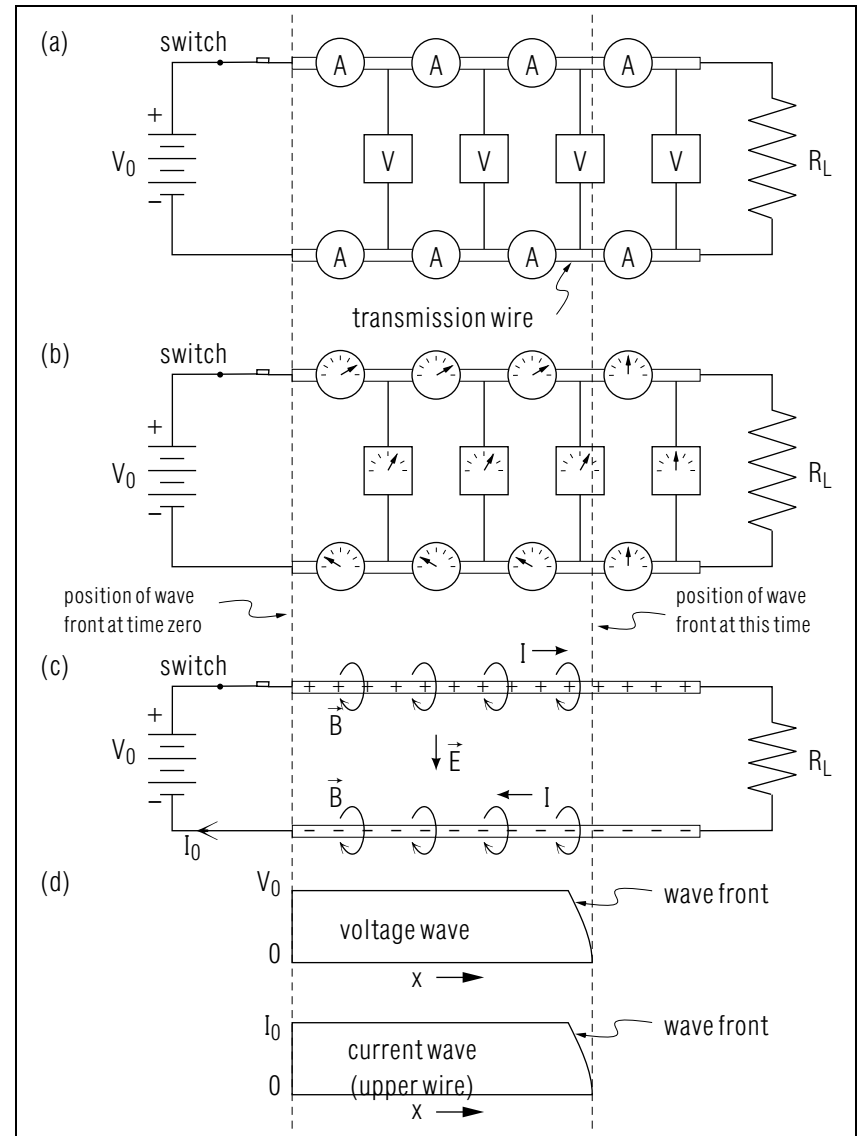 (a)
switch
A A A A
+
V0
−
V V V V
RL
A A A A
transmission wire
(b)
switch
+
V0
−
RL
position of wave
front at time zero
position of wave
front at this time
(c)
switch
I
+ + + + + + + + + + + + + +
B
+
V0
−
E
RL
B
I
− − − − − − − − − − − − − −
I0
(d)
V0
wave front
voltage wave
0
x
I0
wave front
current wave
(upper wire)
0
x